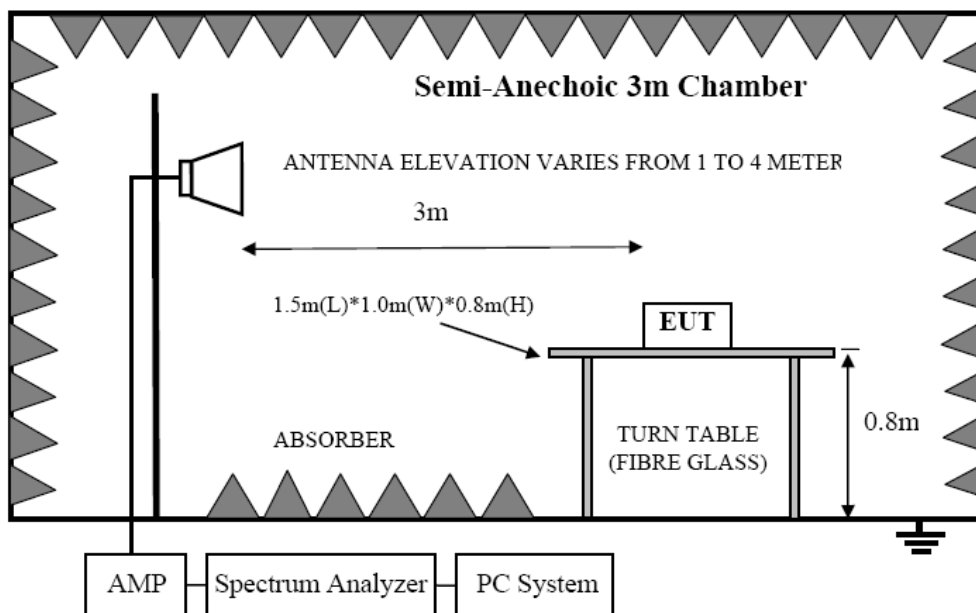 Semi-Anechoic 3m Chamber
ANTENNA ELEVATION VARIES FROM 1 TO 4 METER
3m
1.5m(L)*1.0m(W)*0.8m(H)
EUT
0.8m
ABSORBER
TURN TABLE
(FIBRE GLASS)
AMP
Spectrum Analyzer
PC System